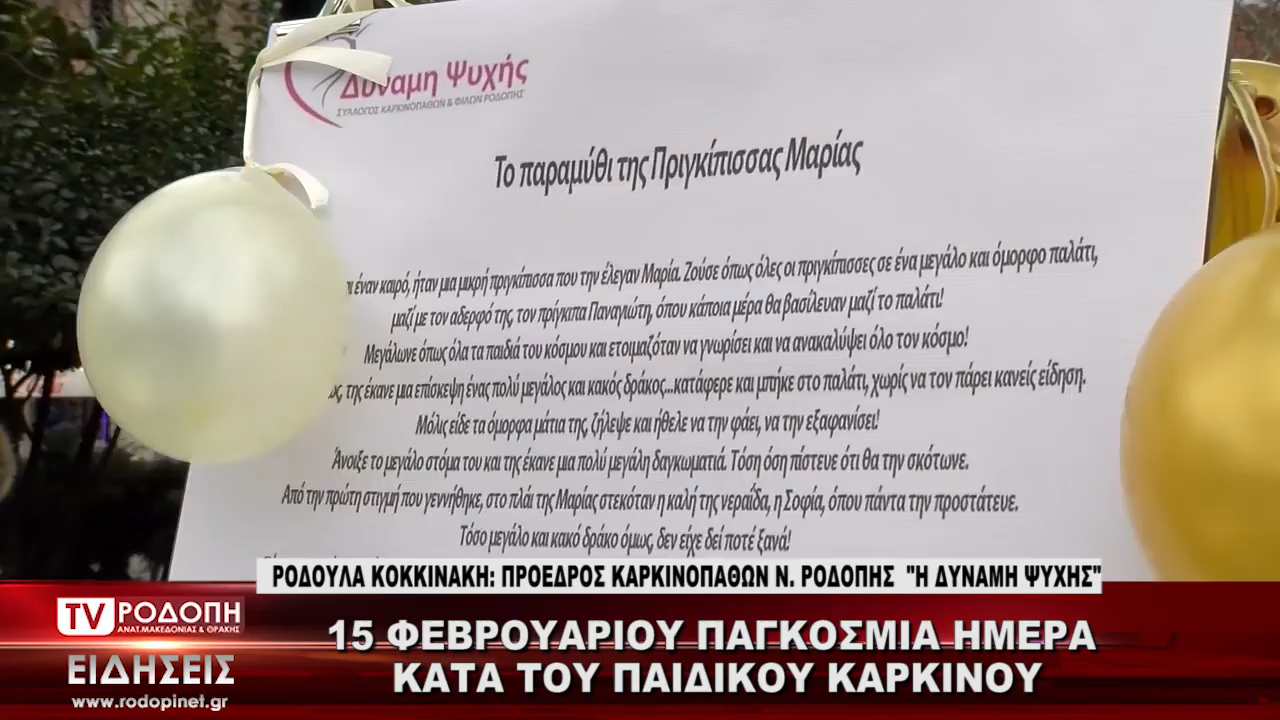 Δύναμη Ψυχής
ΣΥΛΛΟΓΟΣ ΚΑΡΚΙΝΟΠΑΘΩΝ & ΦΙΛΩΝ ΡΟΔΟΠΗΣ
Το παραμύθι της Πριγκίπισσας Μαρίας
έναν καιρό, ήταν μια μικρή πριγκίπισσα που την έλεγαν Μαρία. Ζούσε όπως όλες οι πριγκίπισσες σε ένα μεγάλο και όμορφο παλάτι,
μαζί με τον αδερφό της, τον πρίγκιπα Παναγιώτη, όπου κάποια μέρα θα βασίλευαν μαζί το παλάτι!
Μεγάλωνε όπως όλα τα παιδιά του κόσμου και ετοιμαζόταν να γνωρίσει και να ανακαλύψει όλο τον κόσμο!
της έκανε μια επίσκεψη ένας πολύ μεγάλος και κακός δράκος...κατάφερε και μπήκε στο παλάτι, χωρίς να τον πάρει κανείς είδηση.
Μόλις είδε τα όμορφα μάτια της, ζήλεψε και ήθελε να την φάει, να την εξαφανίσει!
Άνοιξε το μεγάλο στόμα του και της έκανε μια πολύ μεγάλη δαγκωματιά. Τόση όση πίστευε ότι θα την σκότωνε.
Από την πρώτη στιγμή που γεννήθηκε, στο πλάι της Μαρίας στεκόταν η καλή της νεραΐδα, η Σοφία, όπου πάντα την προστάτευε.
Τόσο μεγάλο και κακό δράκο όμως, δεν είχε δεί ποτέ ξανά!
ΡΟΔΟΥΛΑ ΚΟΚΚΙΝΑΚΗ: ΠΡΟΕΔΡΟΣ ΚΑΡΚΙΝΟΠΑΘΩΝ Ν. ΡΟΔΟΠΗΣ "Η ΔΥΝΑΜΗ ΨΥΧΗΣ"
TV ΡΟΔΟΠΗ
ΑΝΑΤ.ΜΑΚΕΔΟΝΙΑΣ & ΘΡΑΚΗΣ
ΕΙΔΗΣΕΙΣ
www.rodopinet.gr
15 ΦΕΒΡΟΥΑΡΙΟΥ ΠΑΓΚΟΣΜΙΑ ΗΜΕΡΑ
ΚΑΤΑ ΤΟΥ ΠΑΙΔΙΚΟΥ ΚΑΡΚΙΝΟΥ